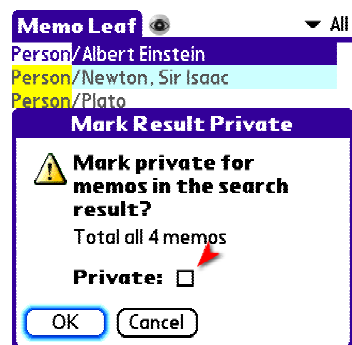 Memo Leaf All
Person/Albert Einstein
Person/Newton, Sir Isaac
Person/Plato
Mark Result Private
Mark private for
memos in the search
result?
Total all 4 memos
Private:
OK Cancel